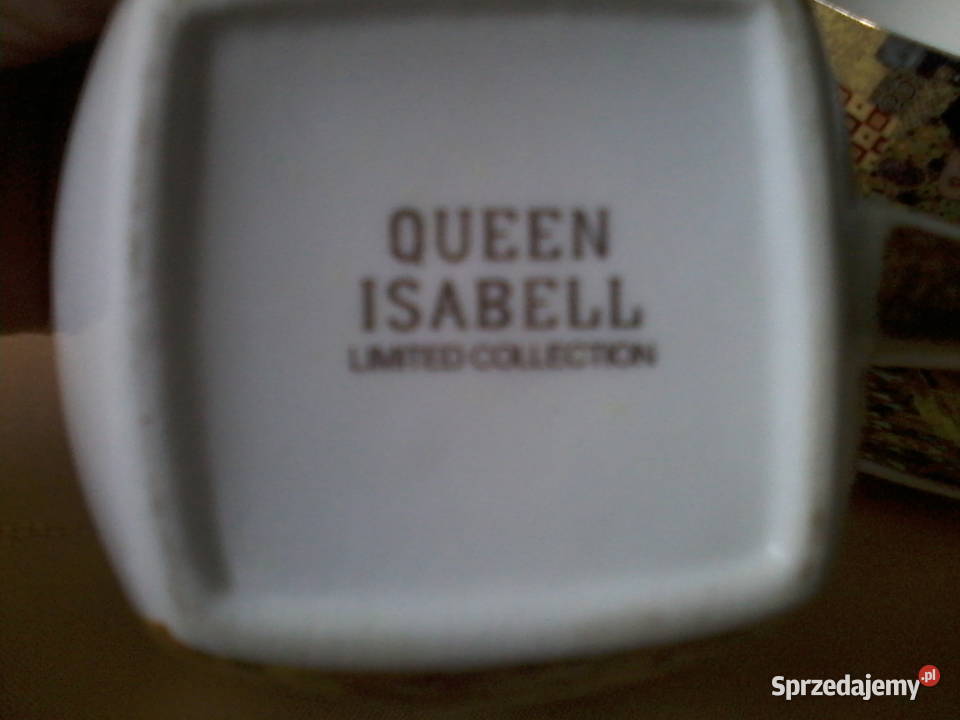 QUEEN
ISABELL
LIMITED COLLECTION
Sprzedajemy.pl